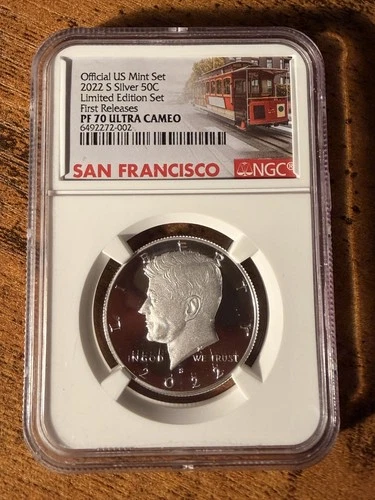 Official US Mint Set
2022 S Silver 50C
Limited Edition Set
First Releases
PF 70 ULTRA CAMEO
6492272-002
SAN FRANCISCO NGC®
LIBERTY
IN GOD WE TRUST
S
2022